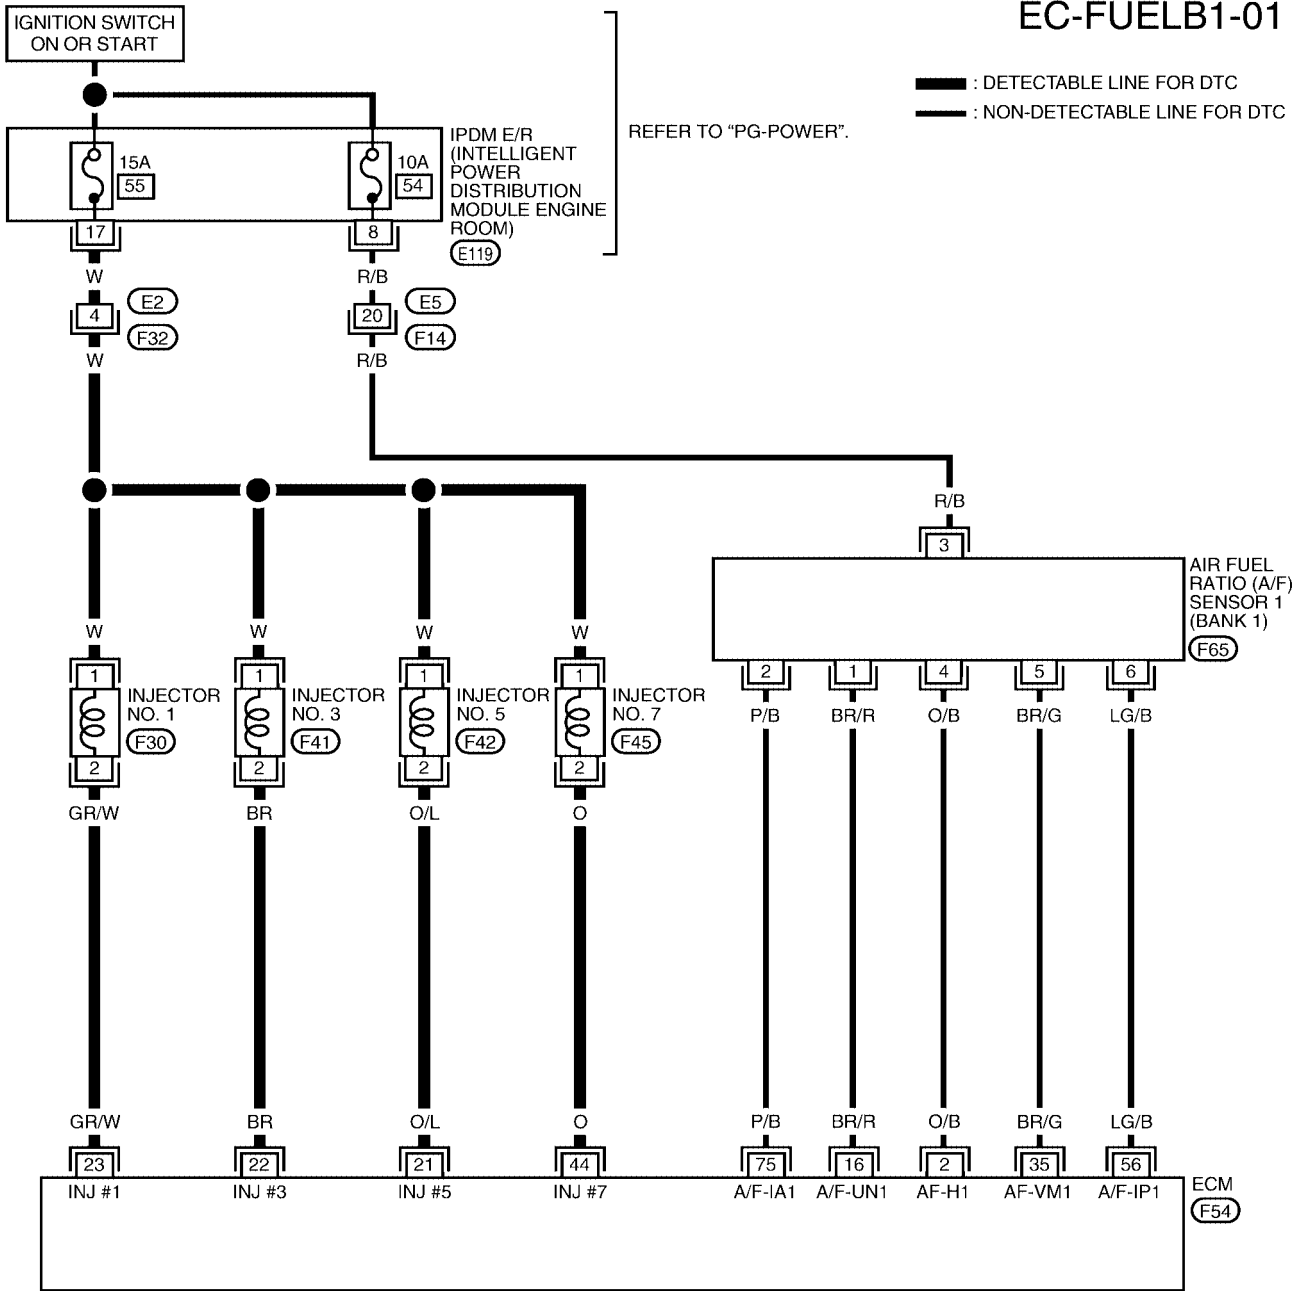 EC-FUELB1-01
IGNITION SWITCH
ON OR START
: DETECTABLE LINE FOR DTC
: NON-DETECTABLE LINE FOR DTC
REFER TO “PG-POWER”.
15A
55
10A
54
IPDM E/R
(INTELLIGENT
POWER
DISTRIBUTION
MODULE ENGINE
ROOM)
E119
17
8
W
R/B
4
E2
F32
20
E5
F14
W
R/B
R/B
3
AIR FUEL
RATIO (A/F)
SENSOR 1
(BANK 1)
F65
W
W
W
W
1
1
1
1
2
1
4
5
6
INJECTOR
NO. 1
F30
INJECTOR
NO. 3
F41
INJECTOR
NO. 5
F42
INJECTOR
NO. 7
F45
P/B
BR/R
O/B
BR/G
LG/B
2
2
2
2
GR/W
BR
O/L
O
GR/W
BR
O/L
O
P/B
BR/R
O/B
BR/G
LG/B
23
22
21
44
75
16
2
35
56
INJ #1
INJ #3
INJ #5
INJ #7
A/F-IA1
A/F-UN1
AF-H1
AF-VM1
A/F-IP1
ECM
F54